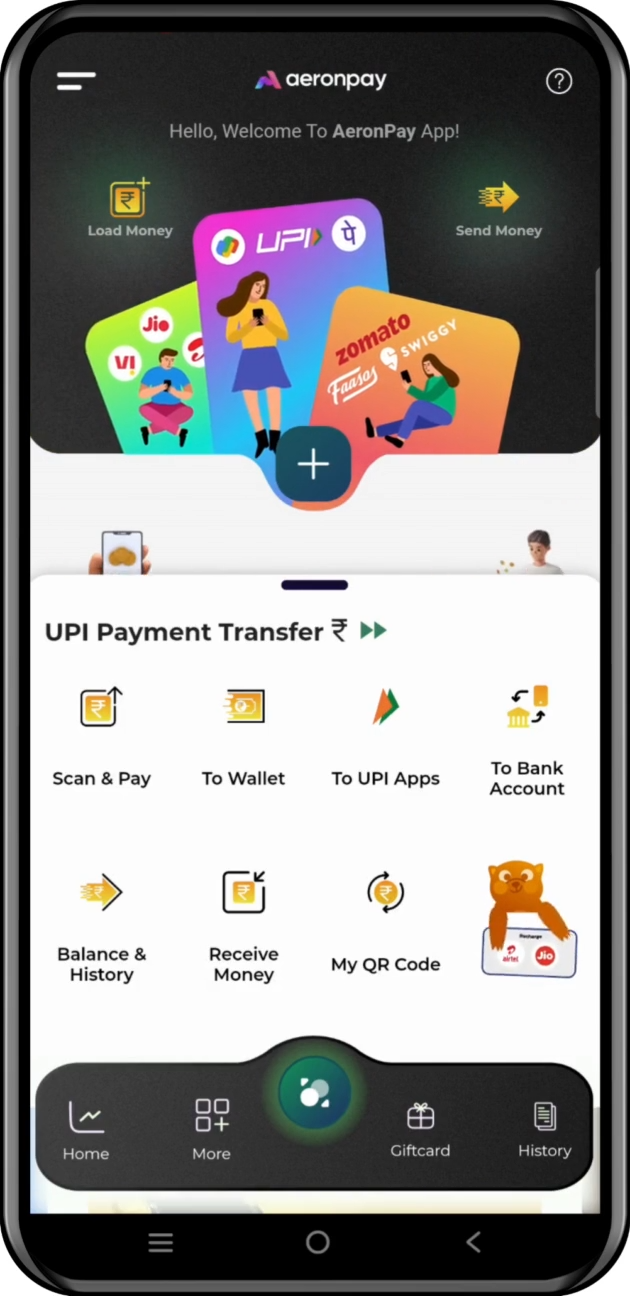 aeronpay
?
Hello, Welcome To AeronPay App!
₹
Load Money
₹
Send Money
UPI
पे
Jio
VI
zomato
SWIGGY
Faasos
+
UPI Payment Transfer ₹
Scan & Pay
To Wallet
To UPI Apps
To Bank
Account
Balance &
History
Receive
Money
My QR Code
Recharge
airtel
Jio
Home
More
Giftcard
History